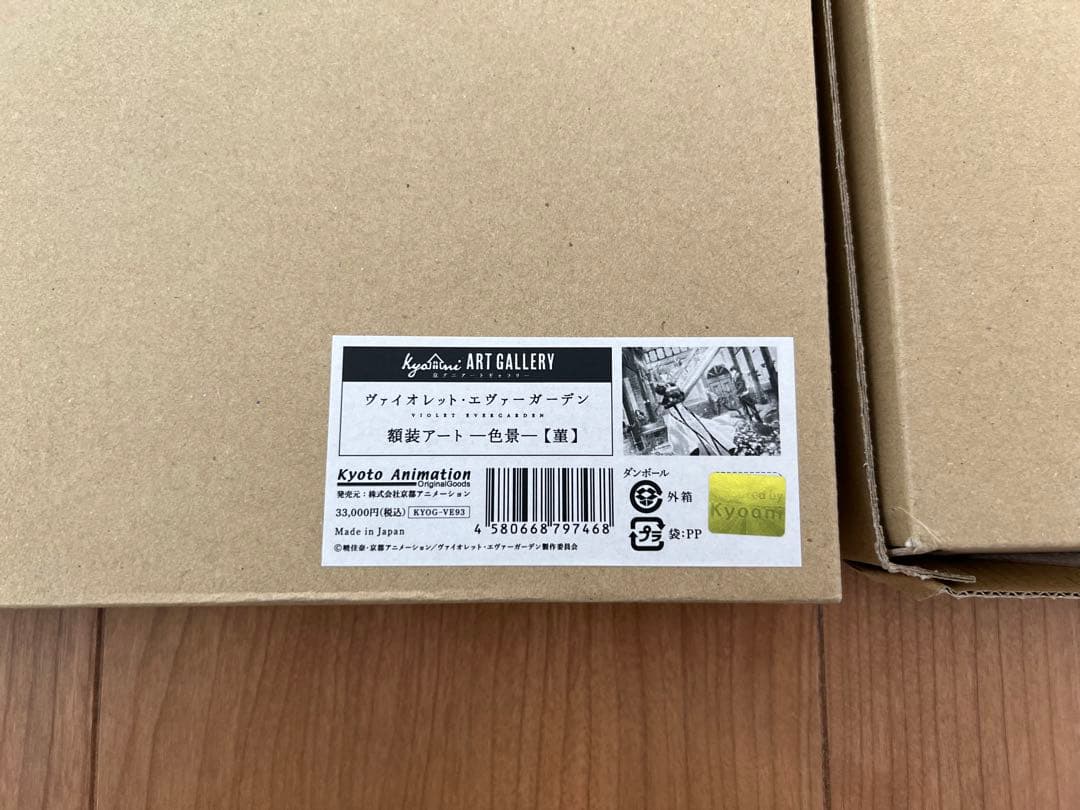 Kyoani ART GALLERY
京アニアートギャラリー
ヴァイオレット・エヴァーガーデン
VIOLET EVERGARDEN
額装アート ―色景―【菫】
Kyoto Animation
OriginalGoods
発売元：株式会社京都アニメーション
33,000円(税込) KYOG-VE93
Made in Japan
4 580668 797468
©暁佳奈・京都アニメーション/ヴァイオレット・エヴァーガーデン製作委員会
ダンボール
外箱
プラ 袋:PP
ed by
Kyoani